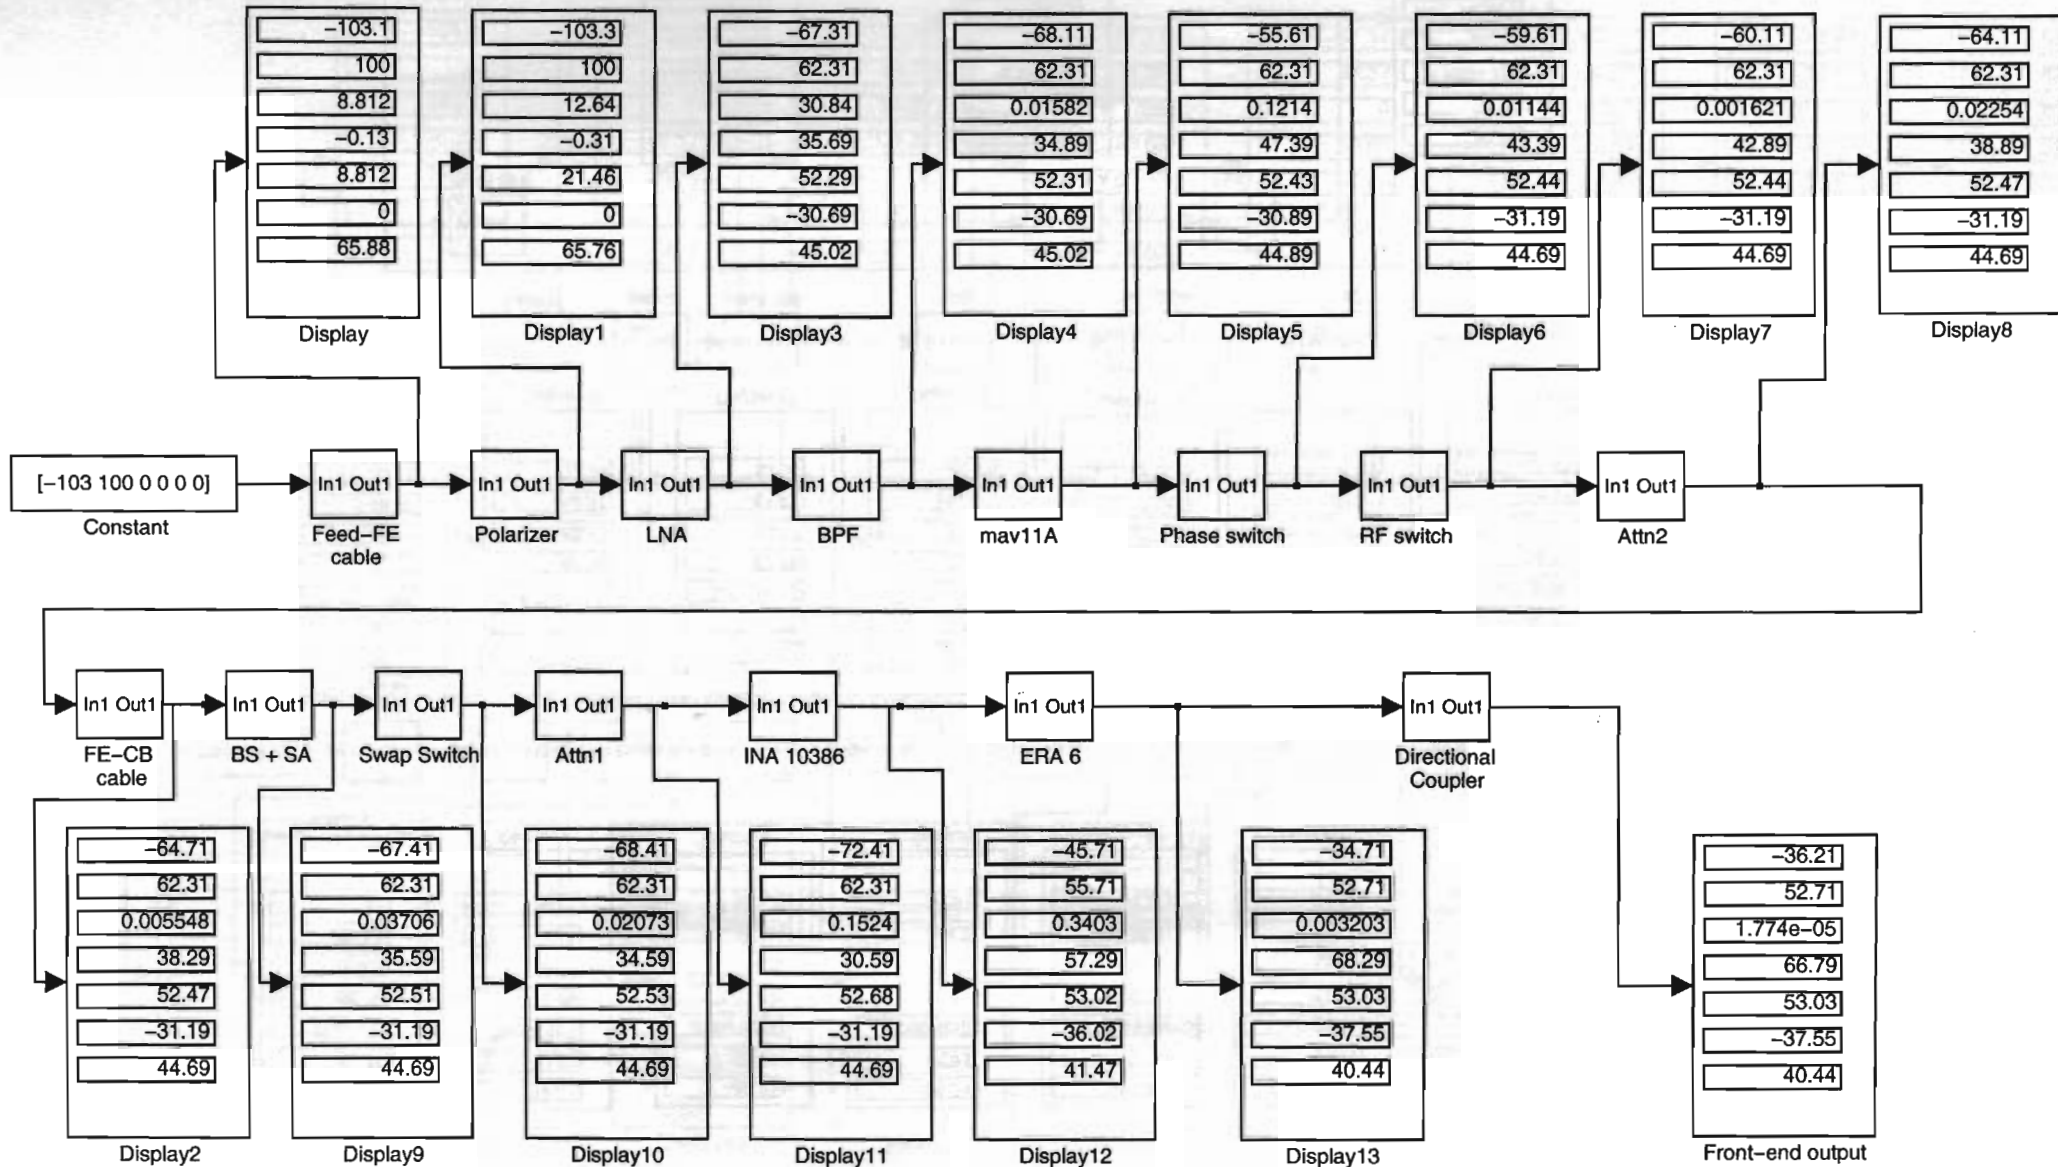 −103.1
100
8.812
−0.13
8.812
0
65.88
Display
−103.3
100
12.64
−0.31
21.46
0
65.76
Display1
−67.31
62.31
30.84
35.69
52.29
−30.69
45.02
Display3
−68.11
62.31
0.01582
34.89
52.31
−30.69
45.02
Display4
−55.61
62.31
0.1214
47.39
52.43
−30.89
44.89
Display5
−59.61
62.31
0.01144
43.39
52.44
−31.19
44.69
Display6
−60.11
62.31
0.001621
42.89
52.44
−31.19
44.69
Display7
−64.11
62.31
0.02254
38.89
52.47
−31.19
44.69
Display8
[−103 100 0 0 0 0 0]
Constant
In1 Out1
Feed−FE
cable
In1 Out1
Polarizer
In1 Out1
LNA
In1 Out1
BPF
In1 Out1
mav11A
In1 Out1
Phase switch
In1 Out1
RF switch
In1 Out1
Attn2
In1 Out1
FE−CB
cable
In1 Out1
BS + SA
In1 Out1
Swap Switch
In1 Out1
Attn1
In1 Out1
INA 10386
In1 Out1
ERA 6
In1 Out1
Directional
Coupler
−64.71
62.31
0.005548
38.29
52.47
−31.19
44.69
Display2
−67.41
62.31
0.03706
35.59
52.51
−31.19
44.69
Display9
−68.41
62.31
0.02073
34.59
52.53
−31.19
44.69
Display10
−72.41
62.31
0.1524
30.59
52.68
−31.19
44.69
Display11
−45.71
55.71
0.3403
57.29
53.02
−36.02
41.47
Display12
−34.71
52.71
0.003203
68.29
53.03
−37.55
40.44
Display13
−36.21
52.71
1.774e−05
66.79
53.03
−37.55
40.44
Front−end output